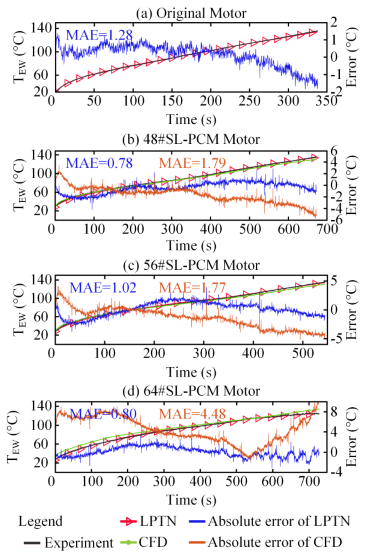 (a) Original Motor
MAE=1.28
T_EW (°C)
140
100
60
20
2
1
0
-1
-2
Error (°C)
0 50 100 150 200 250 300 350
Time (s)
(b) 48#SL-PCM Motor
MAE=0.78 MAE=1.79
T_EW (°C)
140
100
60
20
6
4
2
0
-2
-4
6
Error (°C)
0 100 200 300 400 500 600 700
Time (s)
(c) 56#SL-PCM Motor
MAE=1.02 MAE=1.77
T_EW (°C)
140
100
60
20
5
0
-5
Error (°C)
0 100 200 300 400 500
Time (s)
(d) 64#SL-PCM Motor
MAE=0.80 MAE=4.48
T_EW (°C)
140
100
60
20
8
4
0
-4
Error (°C)
0 100 200 300 400 500 600 700
Time (s)
Legend LPTN Absolute error of LPTN
Experiment CFD Absolute error of CFD